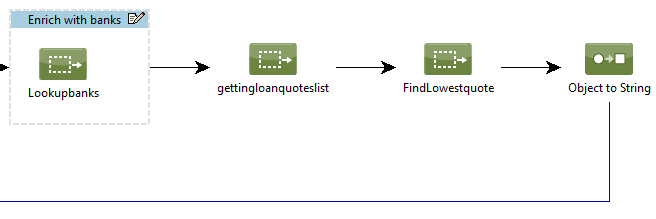 Enrich with banks
Lookupbanks
gettingloanquoteslist
FindLowestquote
Object to String